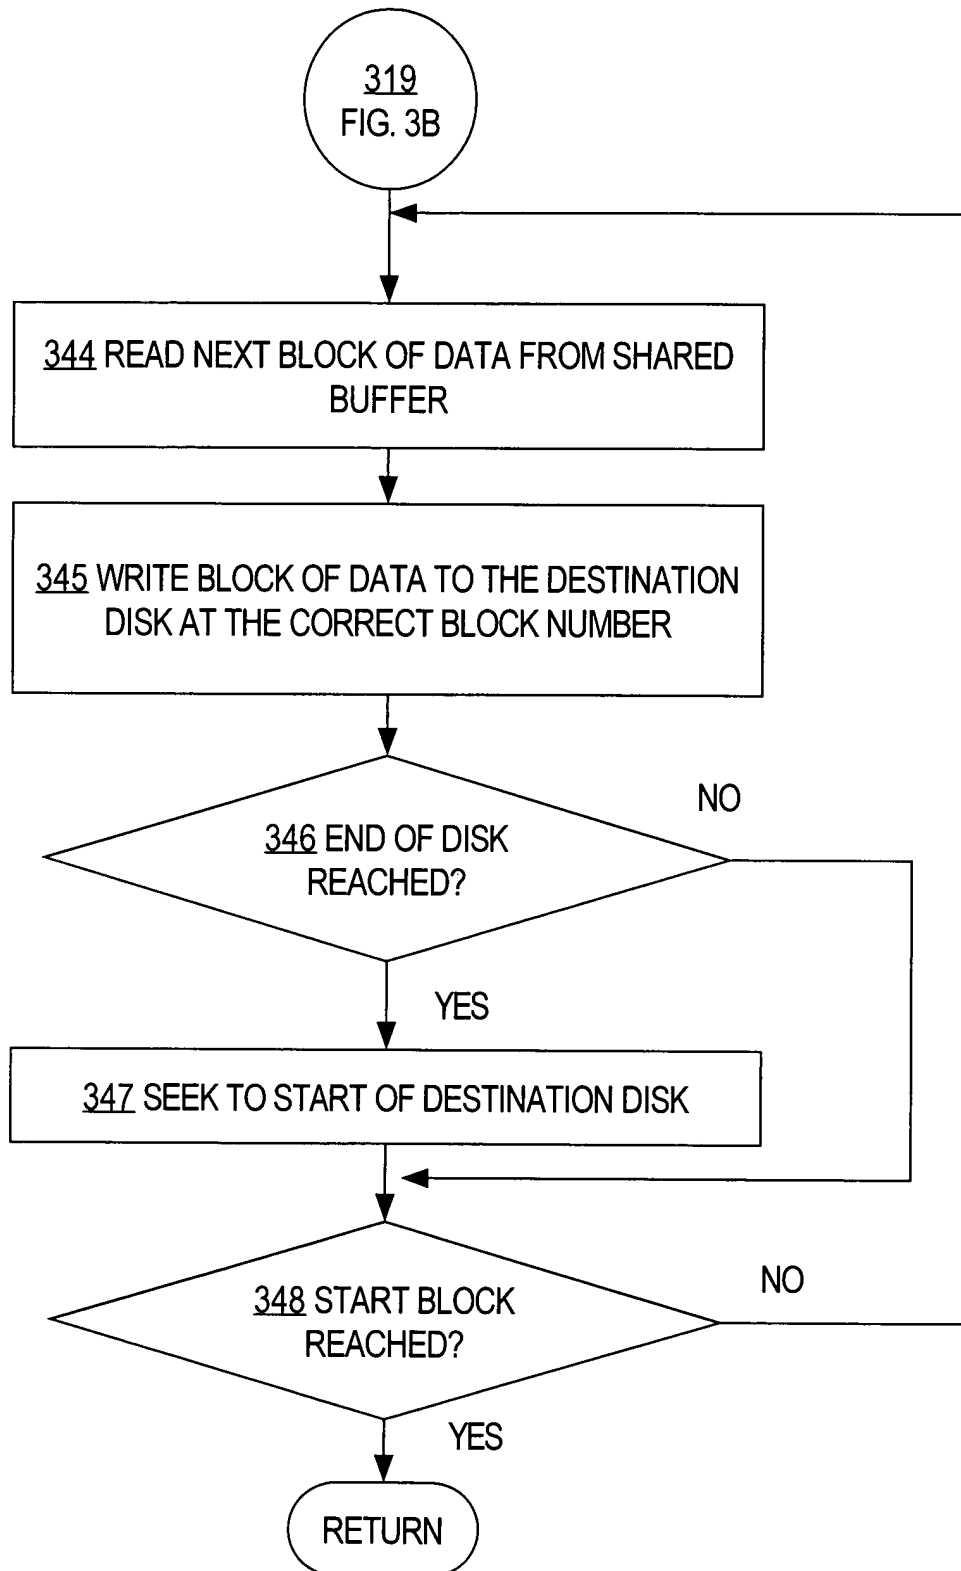 319
FIG. 3B
344 READ NEXT BLOCK OF DATA FROM SHARED
BUFFER
345 WRITE BLOCK OF DATA TO THE DESTINATION
DISK AT THE CORRECT BLOCK NUMBER
NO
346 END OF DISK
REACHED?
YES
347 SEEK TO START OF DESTINATION DISK
NO
348 START BLOCK
REACHED?
YES
RETURN